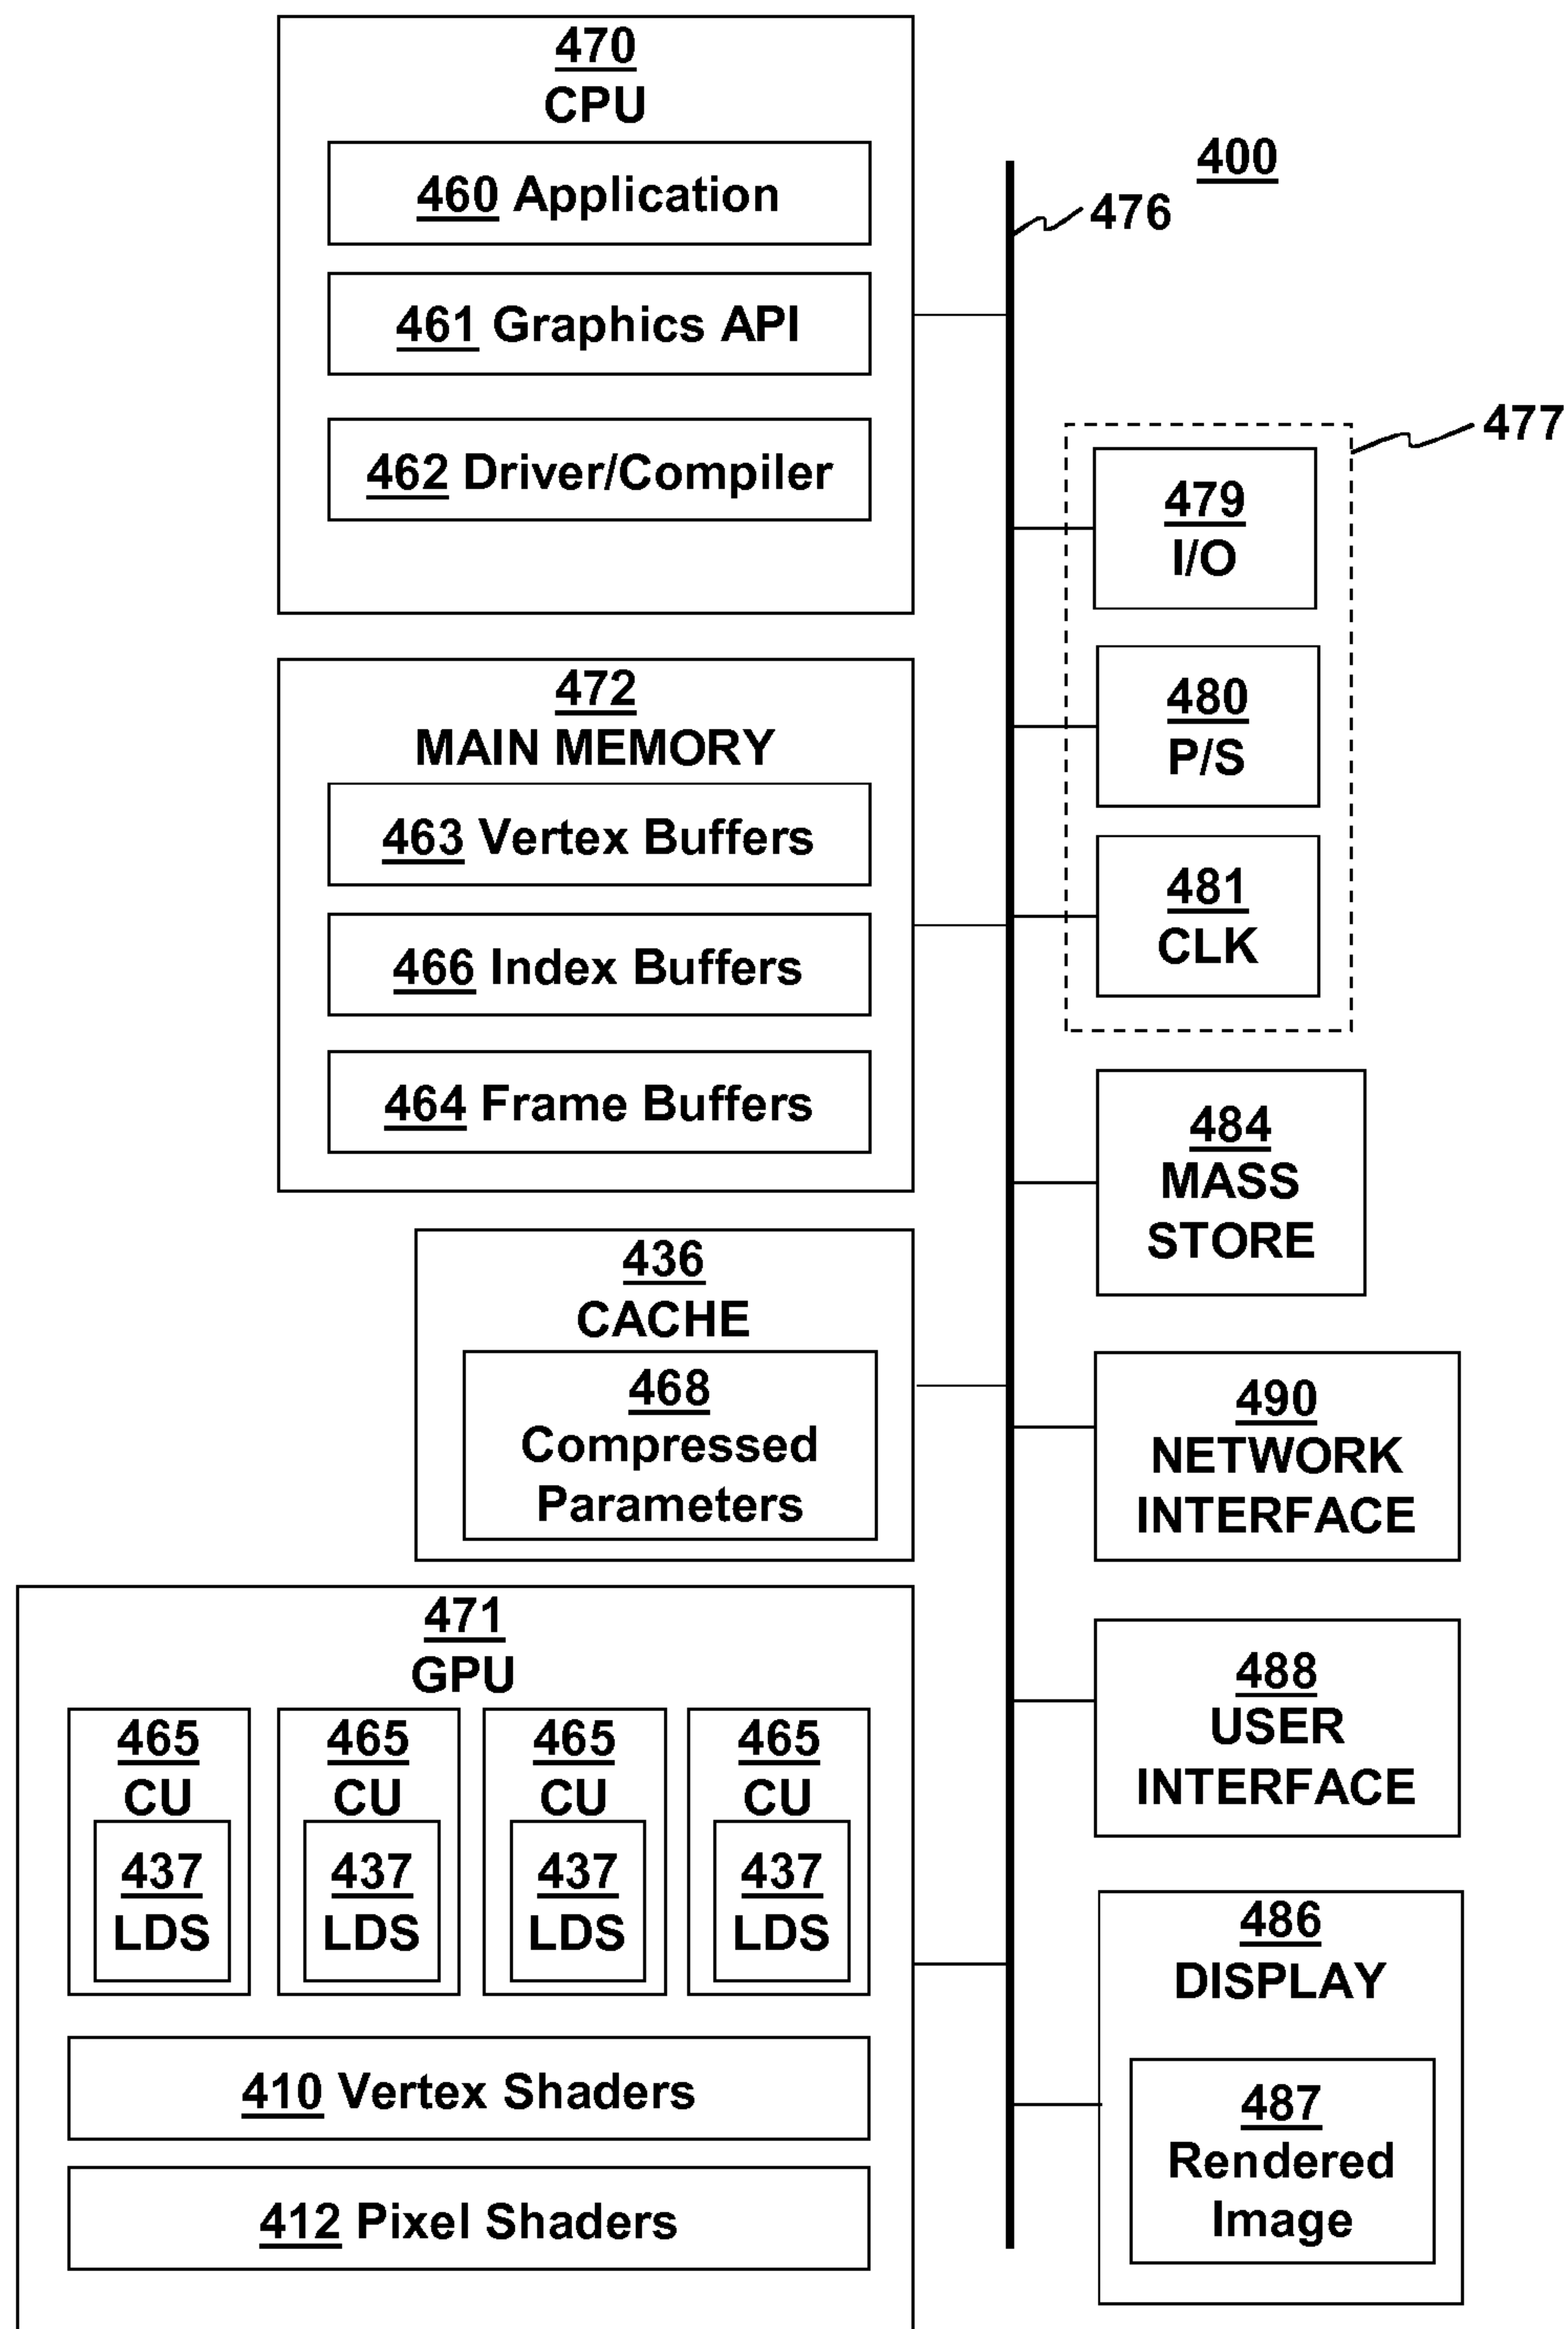 470
CPU
460 Application
461 Graphics API
462 Driver/Compiler
400
476
477
479
I/O
480
P/S
481
CLK
472
MAIN MEMORY
463 Vertex Buffers
466 Index Buffers
464 Frame Buffers
484
MASS
STORE
436
CACHE
468
Compressed
Parameters
490
NETWORK
INTERFACE
471
GPU
465
CU
437
LDS
465
CU
437
LDS
465
CU
437
LDS
465
CU
437
LDS
410 Vertex Shaders
412 Pixel Shaders
488
USER
INTERFACE
486
DISPLAY
487
Rendered
Image